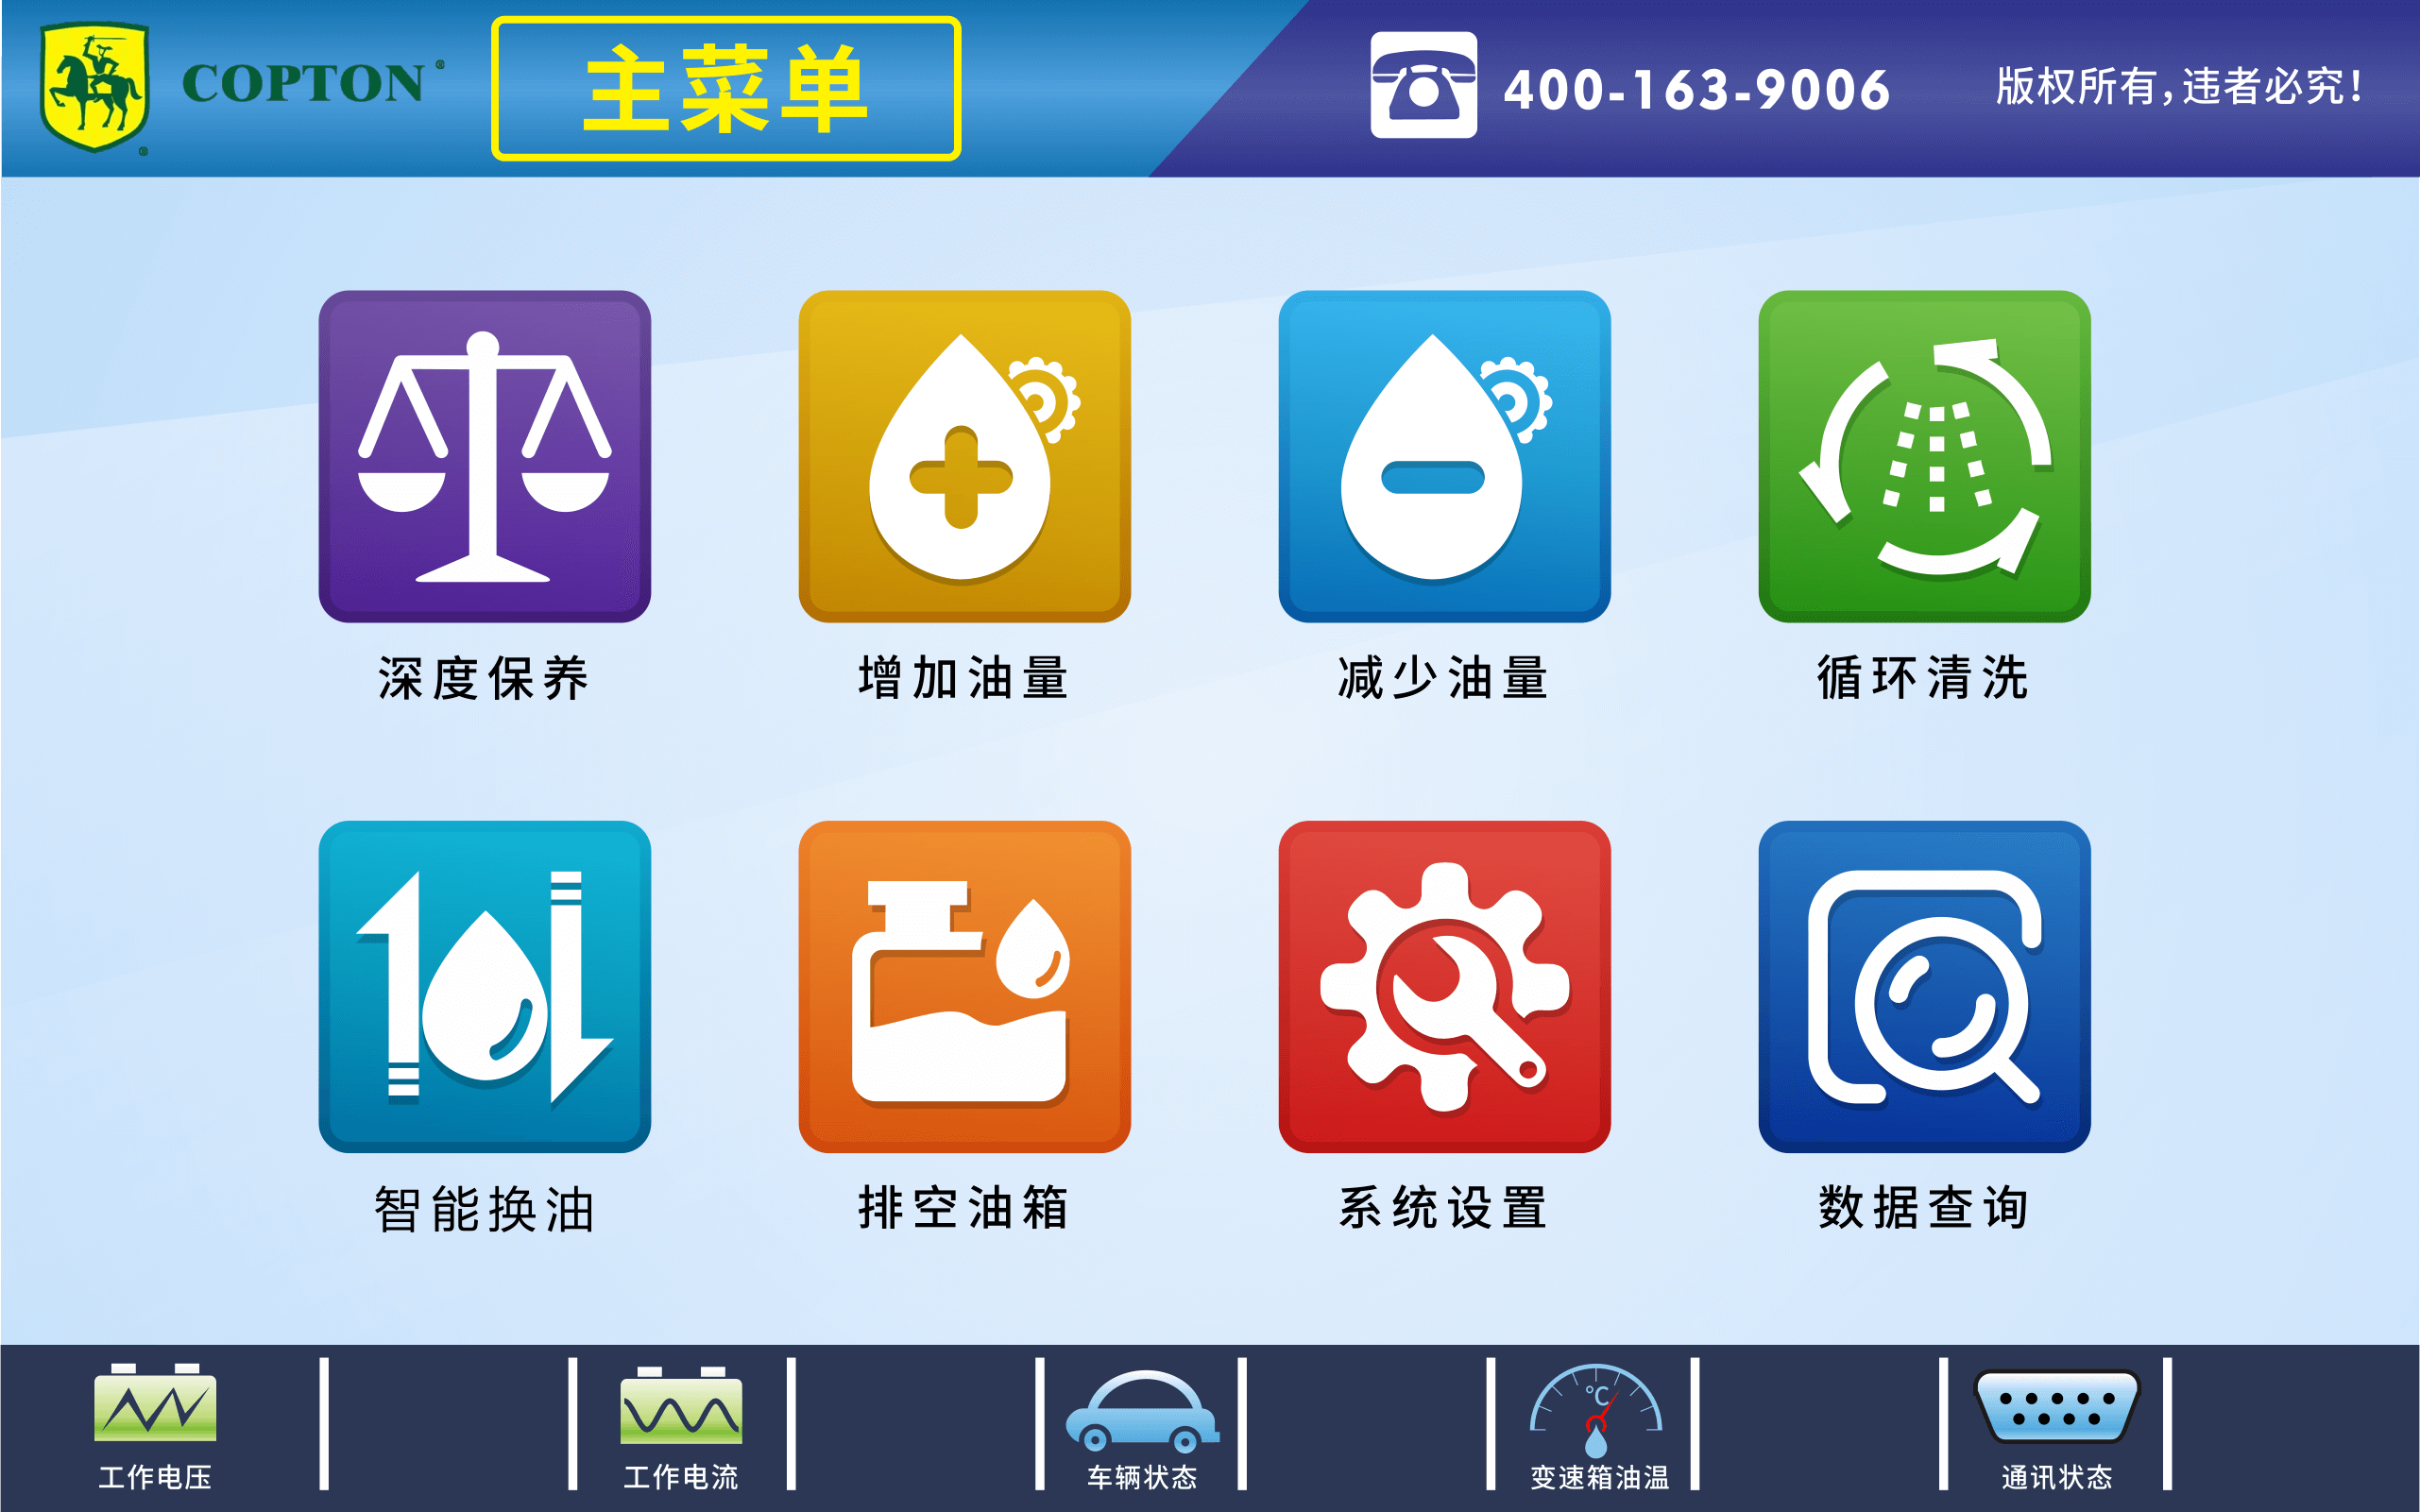 COPTON ®
®
主菜单
400-163-9006
版权所有,违者必究!
深度保养
增加油量
减少油量
循环清洗
智能换油
排空油箱
系统设置
数据查询
°C
工作电压
工作电流
车辆状态
变速箱油温
通讯状态